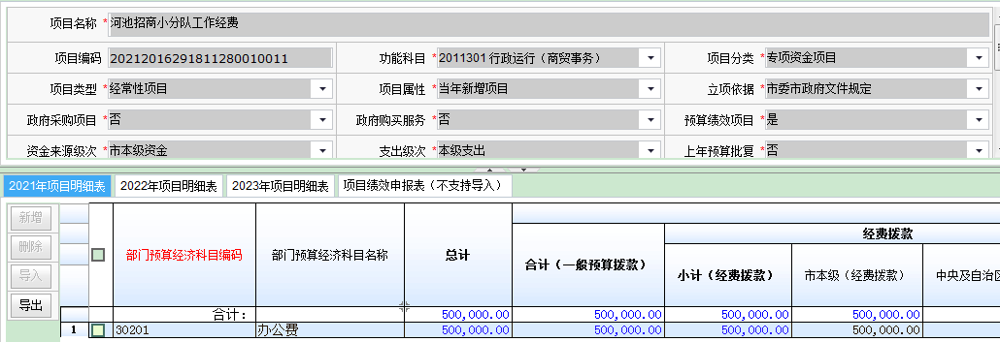 项目名称 * 河池招商小分队工作经费
项目编码 20212016291811280010011 功能科目 * 2011301 行政运行（商贸事务） 项目分类 * 专项资金项目
项目类型 * 经常性项目 项目属性 * 当年新增项目 立项依据 * 市委市政府文件规定
政府采购项目 * 否 政府购买服务 * 否 预算绩效项目 * 是
资金来源级次 * 市本级资金 支出级次 * 本级支出 上年预算批复 * 否
2021年项目明细表 2022年项目明细表 2023年项目明细表 项目绩效申报表（不支持导入）
新增
删除
导入
导出
经费拨款
部门预算经济科目编码 部门预算经济科目名称 总计 合计（一般预算拨款） 小计（经费拨款） 市本级（经费拨款） 中央及自治区
合计： 500,000.00 500,000.00 500,000.00 500,000.00
1 30201 办公费 500,000.00 500,000.00 500,000.00 500,000.00